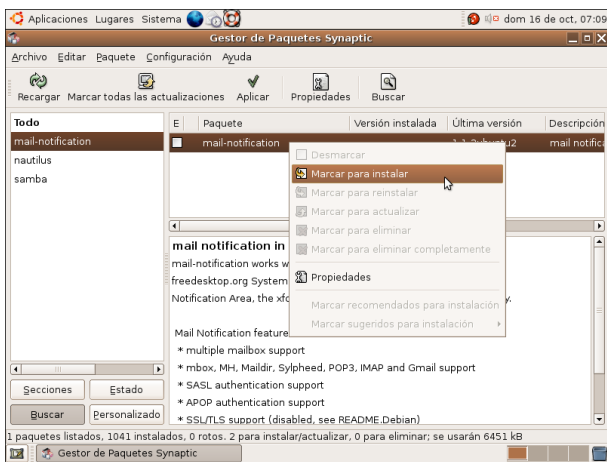 Aplicaciones Lugares Sistema dom 16 de oct, 07:09
Gestor de Paquetes Synaptic
Archivo Editar Paquete Configuración Ayuda
Recargar Marcar todas las actualizaciones Aplicar Propiedades Buscar
Todo
mail-notification
nautilus
samba
E Paquete Versión instalada Última versión Descripción
mail-notification 1.1-2ubuntu2 mail notifica
Desmarcar
Marcar para instalar
Marcar para reinstalar
Marcar para actualizar
Marcar para eliminar
Marcar para eliminar completamente
Propiedades
Marcar recomendados para instalación
Marcar sugeridos para instalación
mail notification in
mail-notification works w
freedesktop.org System
Notification Area, the xfc y.
Mail Notification feature
* multiple mailbox support
* mbox, MH, Maildir, Sylpheed, POP3, IMAP and Gmail support
* SASL authentication support
* APOP authentication support
* SSL/TLS support (disabled, see README.Debian)
Secciones Estado
Buscar Personalizado
1 paquetes listados, 1041 instalados, 0 rotos. 2 para instalar/actualizar, 0 para eliminar; se usarán 6451 kB
Gestor de Paquetes Synaptic